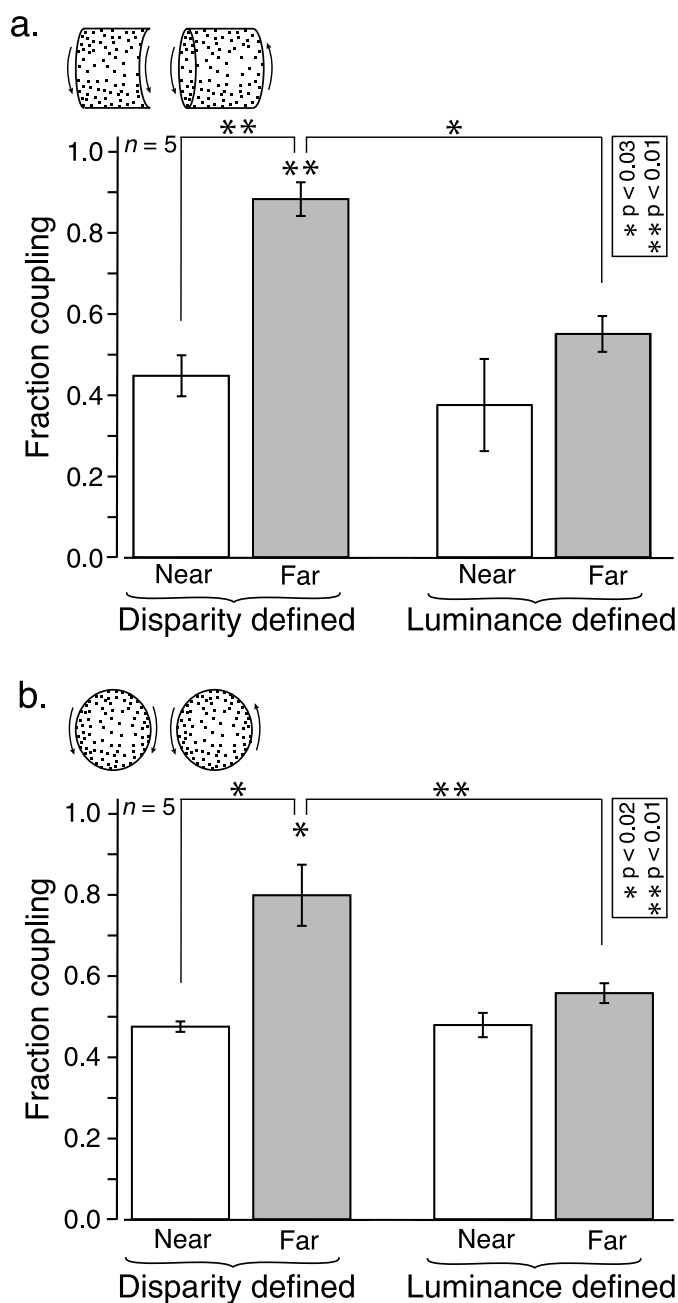 a.
** *
n = 5
**
* p < 0.03
** p < 0.01
1.0
0.8
0.6
0.4
0.2
0.0
Fraction coupling
Near Far Near Far
Disparity defined Luminance defined
b.
* **
n = 5
*
* p < 0.02
** p < 0.01
1.0
0.8
0.6
0.4
0.2
0.0
Fraction coupling
Near Far Near Far
Disparity defined Luminance defined